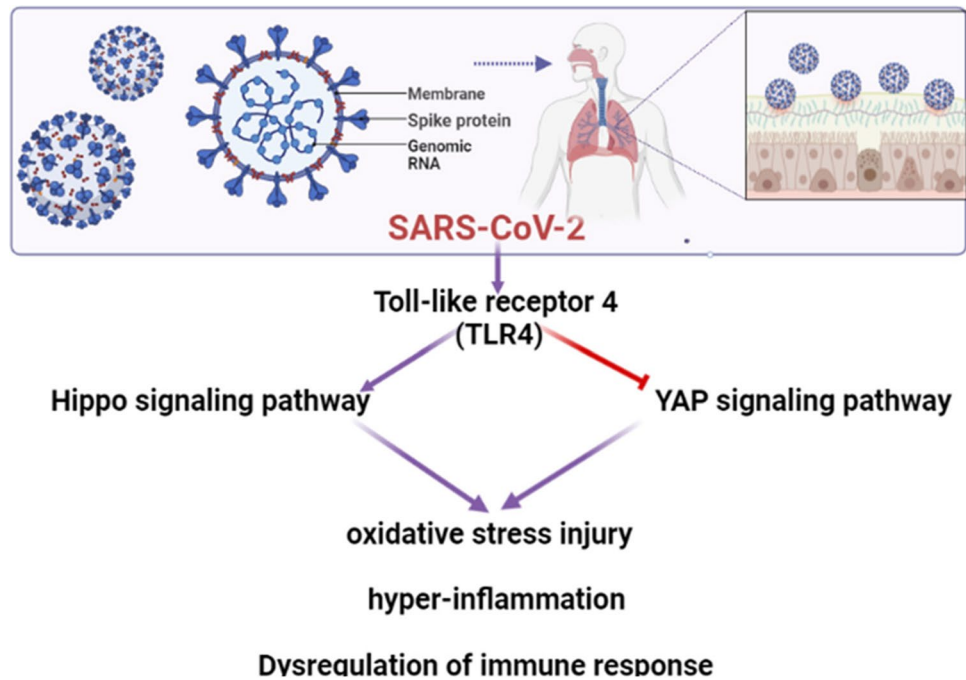 Membrane
Spike protein
Genomic
RNA
SARS-CoV-2
Toll-like receptor 4
(TLR4)
Hippo signaling pathway
YAP signaling pathway
oxidative stress injury
hyper-inflammation
Dysregulation of immune response